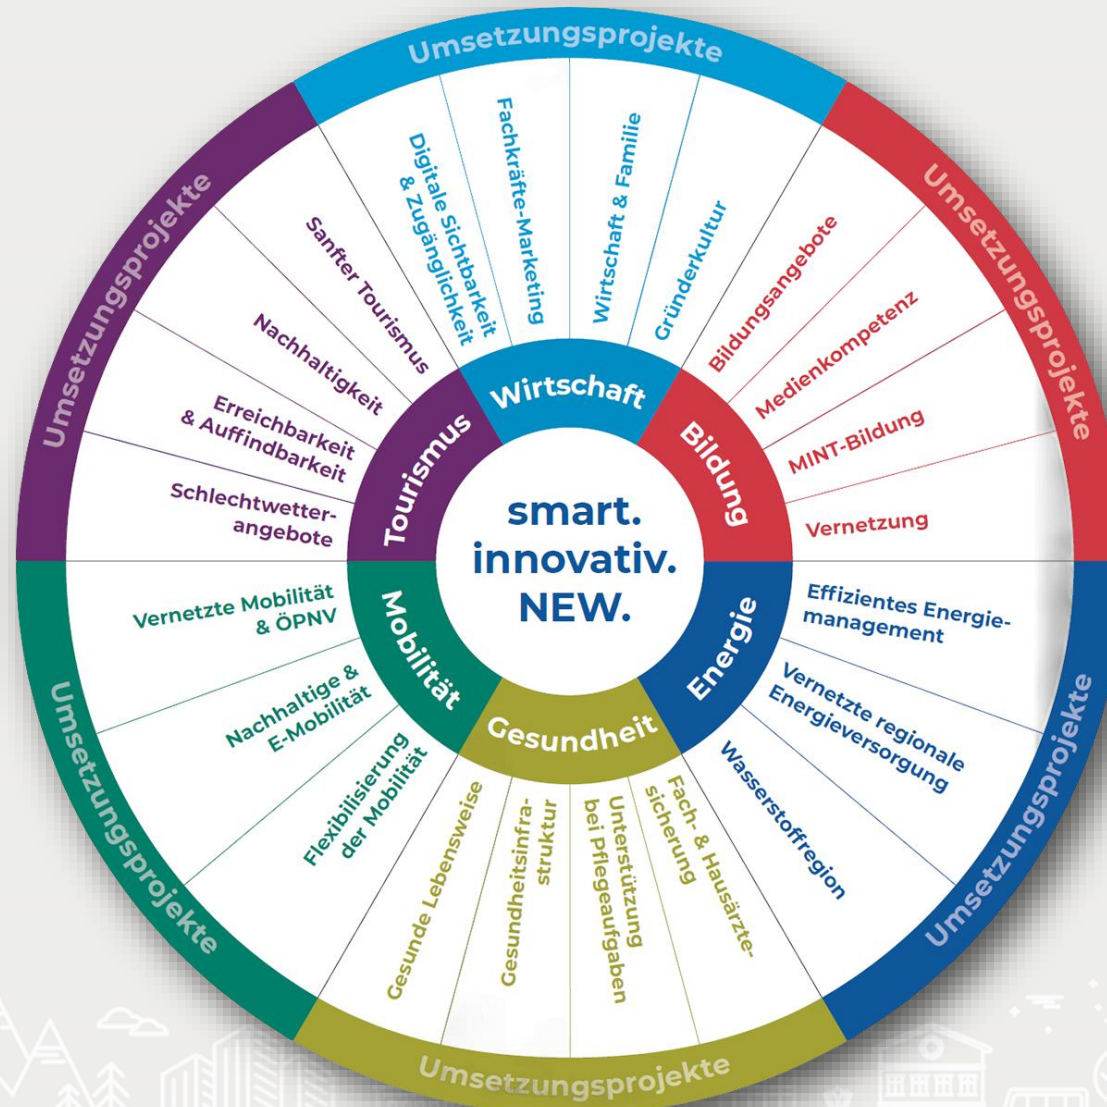 smart.
innovativ.
NEW.
Wirtschaft
Digitale Sichtbarkeit
& Zugänglichkeit
Fachkräfte-Marketing
Wirtschaft & Familie
Gründerkultur
Umsetzungsprojekte
Bildung
Bildungsangebote
Medienkompetenz
MINT-Bildung
Vernetzung
Umsetzungsprojekte
Energie
Effizientes Energie-
management
Vernetzte regionale
Energieversorgung
Wasserstoffregion
Umsetzungsprojekte
Gesundheit
Fach- & Hausärzte-
sicherung
Unterstützung
bei Pflegeaufgaben
Gesundheitsinfra-
struktur
Gesunde Lebensweise
Umsetzungsprojekte
Mobilität
Flexibilisierung
der Mobilität
Nachhaltige &
E-Mobilität
Vernetzte Mobilität
& ÖPNV
Umsetzungsprojekte
Tourismus
Schlechtwetter-
angebote
Erreichbarkeit
& Auffindbarkeit
Nachhaltigkeit
Sanfter Tourismus
Umsetzungsprojekte